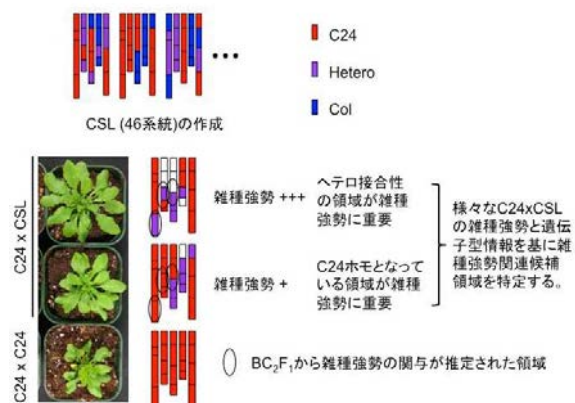 C24
Hetero
Col
CSL (46系統)の作成
C24 x CSL
C24 x C24
雑種強勢 +++
ヘテロ接合性
の領域が雑種
強勢に重要
雑種強勢 +
C24ホモとなって
いる領域が雑種
強勢に重要
様々なC24xCSL
の雑種強勢と遺伝
子型情報を基に雑
種強勢関連候補
領域を特定する。
BC₂F₁から雑種強勢の関与が推定された領域